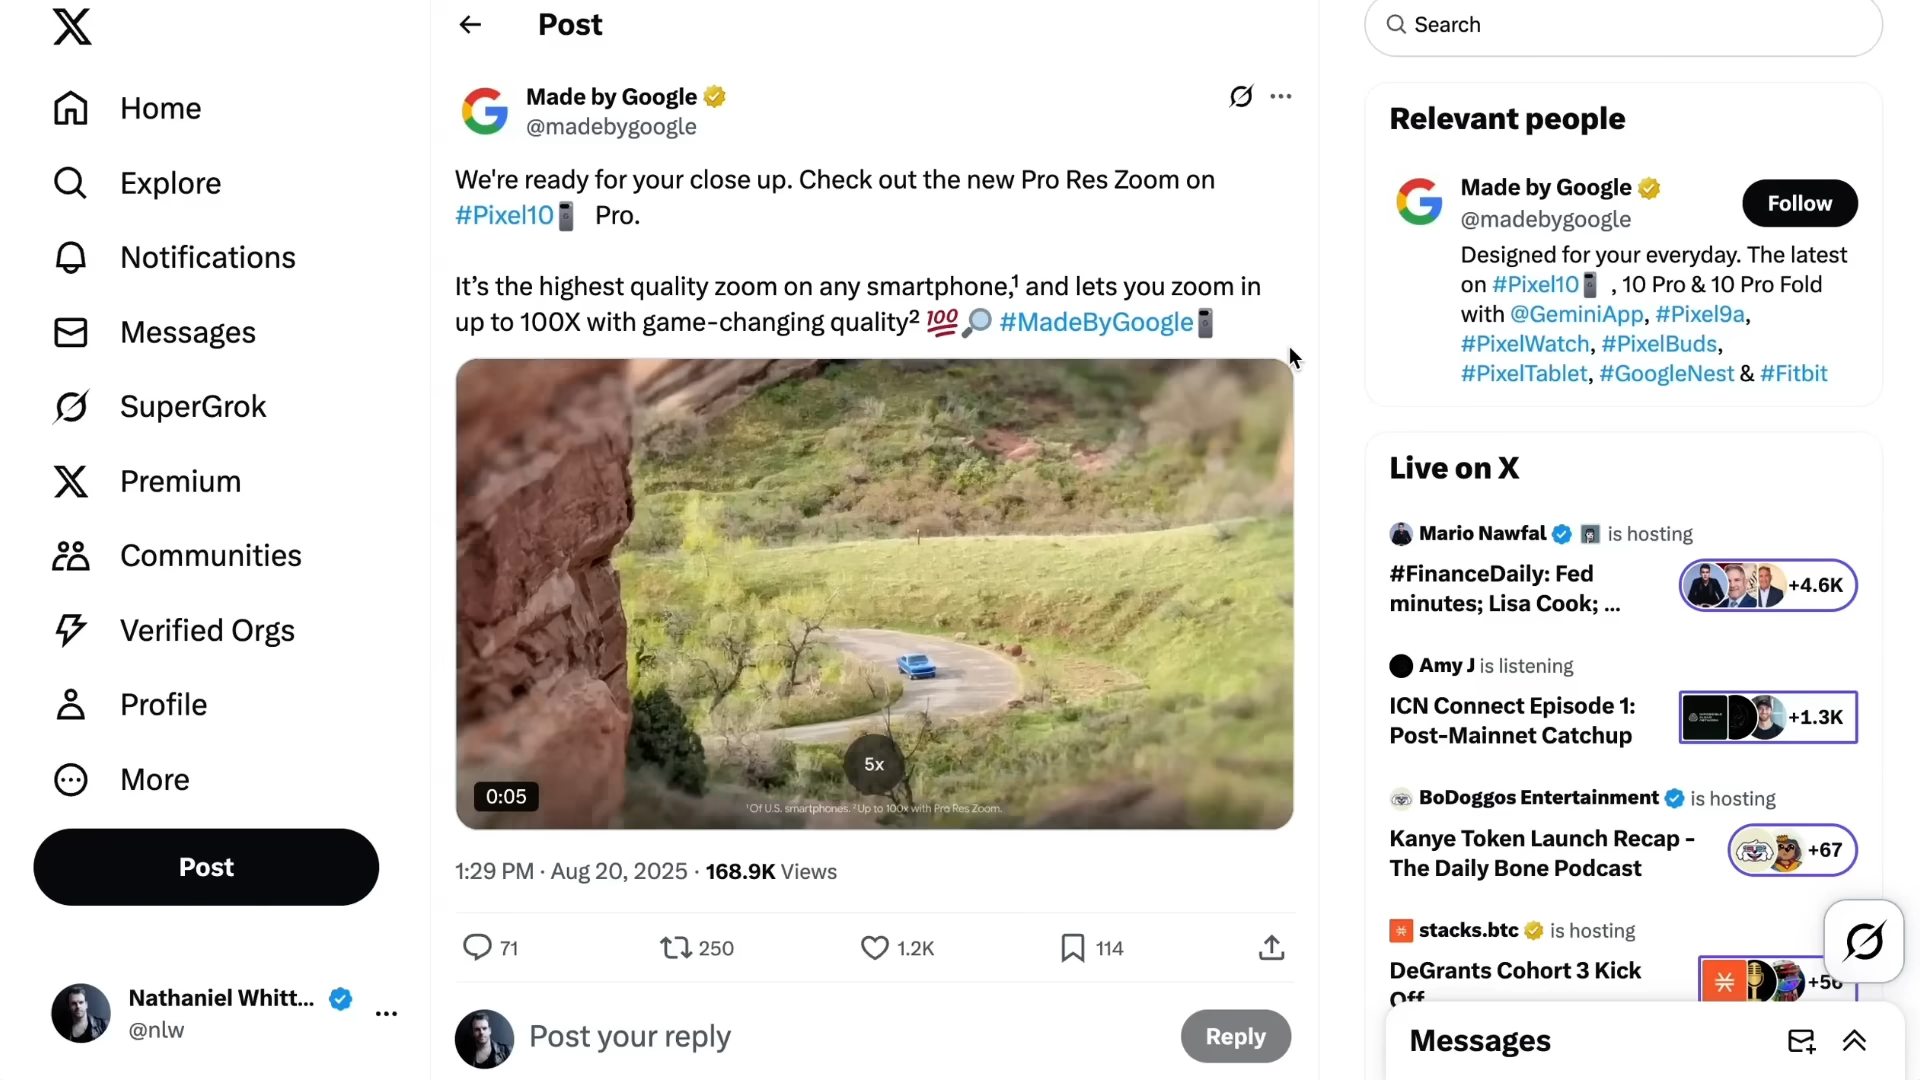 Home
Explore
Notifications
Messages
SuperGrok
Premium
Communities
Verified Orgs
Profile
More
Post
Nathaniel Whitt...
@nlw
Post
Made by Google
@madebygoogle
We're ready for your close up. Check out the new Pro Res Zoom on
#Pixel10 Pro.
It’s the highest quality zoom on any smartphone,¹ and lets you zoom in
up to 100X with game-changing quality² 💯🔎 #MadeByGoogle
5x
0:05
¹Of U.S. smartphones. ²Up to 100x with Pro Res Zoom.
1:29 PM · Aug 20, 2025 · 168.9K Views
71
250
1.2K
114
Post your reply
Reply
Search
Relevant people
Made by Google
@madebygoogle
Follow
Designed for your everyday. The latest
on #Pixel10 , 10 Pro & 10 Pro Fold
with @GeminiApp, #Pixel9a,
#PixelWatch, #PixelBuds,
#PixelTablet, #GoogleNest & #Fitbit
Live on X
Mario Nawfal is hosting
#FinanceDaily: Fed
minutes; Lisa Cook; ...
+4.6K
Amy J is listening
ICN Connect Episode 1:
Post-Mainnet Catchup
+1.3K
BoDoggos Entertainment is hosting
Kanye Token Launch Recap -
The Daily Bone Podcast
+67
stacks.btc is hosting
DeGrants Cohort 3 Kick
Off
Messages